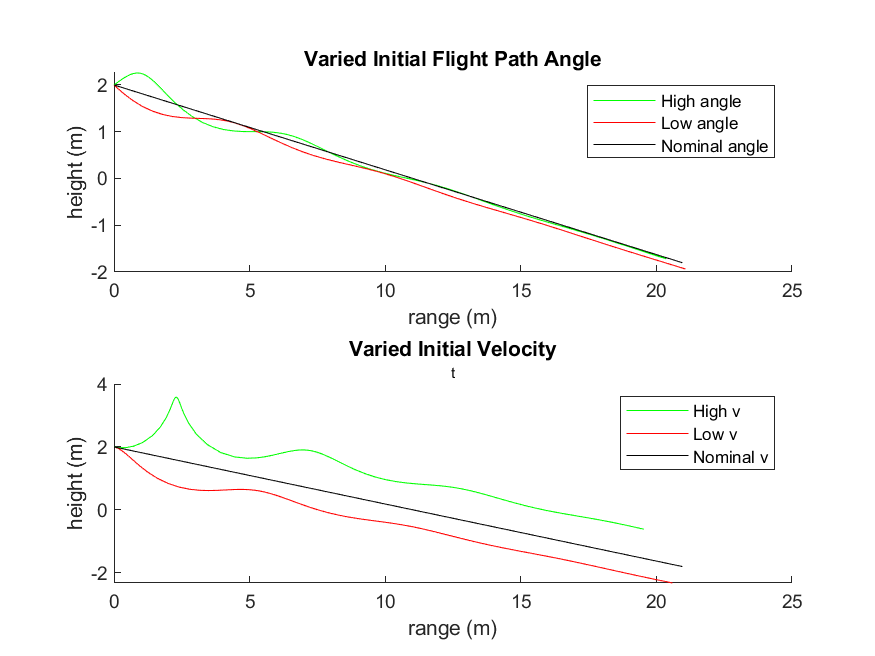 Varied Initial Flight Path Angle
2
1
0
-1
-2
height (m)
High angle
Low angle
Nominal angle
0 5 10 15 20 25
range (m)
Varied Initial Velocity
t
4
2
0
-2
height (m)
High v
Low v
Nominal v
0 5 10 15 20 25
range (m)